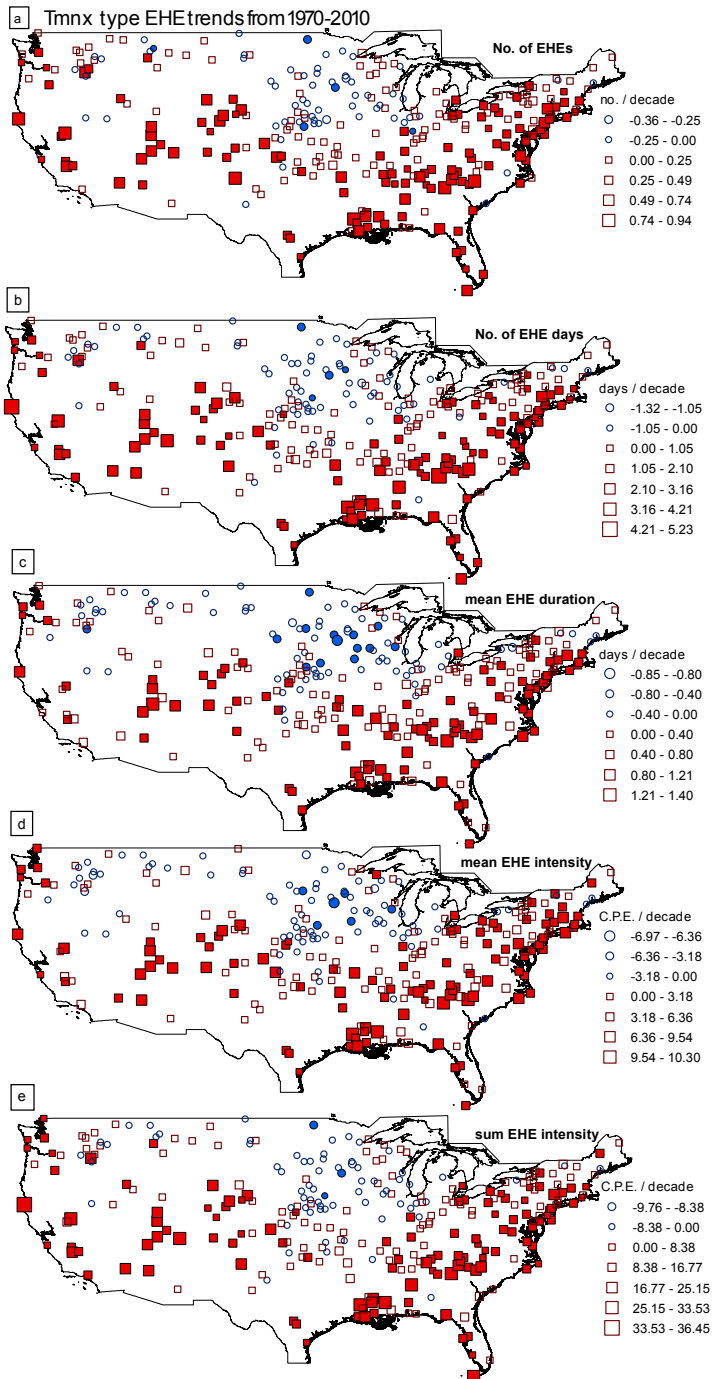 a
Tmnx type EHE trends from 1970-2010
No. of EHEs
no. / decade
-0.36 - -0.25
-0.25 - 0.00
0.00 - 0.25
0.25 - 0.49
0.49 - 0.74
0.74 - 0.94
b
No. of EHE days
days / decade
-1.32 - -1.05
-1.05 - 0.00
0.00 - 1.05
1.05 - 2.10
2.10 - 3.16
3.16 - 4.21
4.21 - 5.23
c
mean EHE duration
days / decade
-0.85 - -0.80
-0.80 - -0.40
-0.40 - 0.00
0.00 - 0.40
0.40 - 0.80
0.80 - 1.21
1.21 - 1.40
d
mean EHE intensity
C.P.E. / decade
-6.97 - -6.36
-6.36 - -3.18
-3.18 - 0.00
0.00 - 3.18
3.18 - 6.36
6.36 - 9.54
9.54 - 10.30
e
sum EHE intensity
C.P.E. / decade
-9.76 - -8.38
-8.38 - 0.00
0.00 - 8.38
8.38 - 16.77
16.77 - 25.15
25.15 - 33.53
33.53 - 36.45